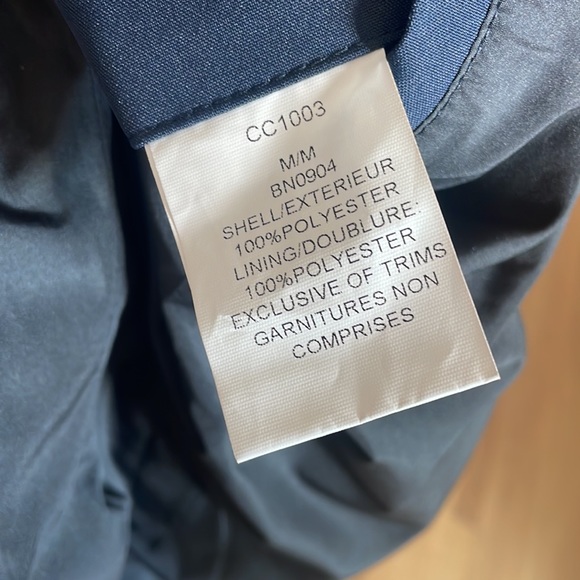 CC1003
M/M
BN0904
SHELL/EXTERIEUR
100%POLYESTER
LINING/DOUBLURE:
100%POLYESTER
EXCLUSIVE OF TRIMS
GARNITURES NON
COMPRISES